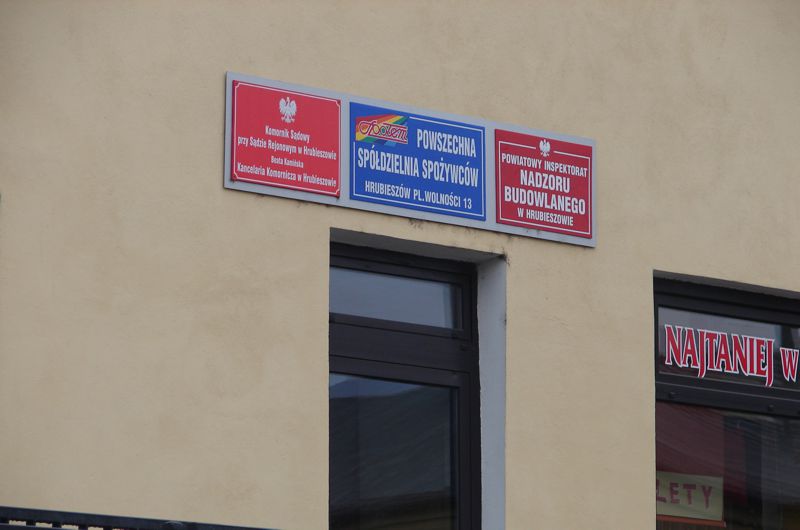 Komornik Sądowy
przy Sądzie Rejonowym w Hrubieszowie
Beata Kamińska
Kancelaria Komornicza w Hrubieszowie
Społem
POWSZECHNA
SPÓŁDZIELNIA SPOŻYWCÓW
HRUBIESZÓW PL.WOLNOŚCI 13
POWIATOWY INSPEKTORAT
NADZORU
BUDOWLANEGO
W HRUBIESZOWIE
NAJTANIEJ W
LETY